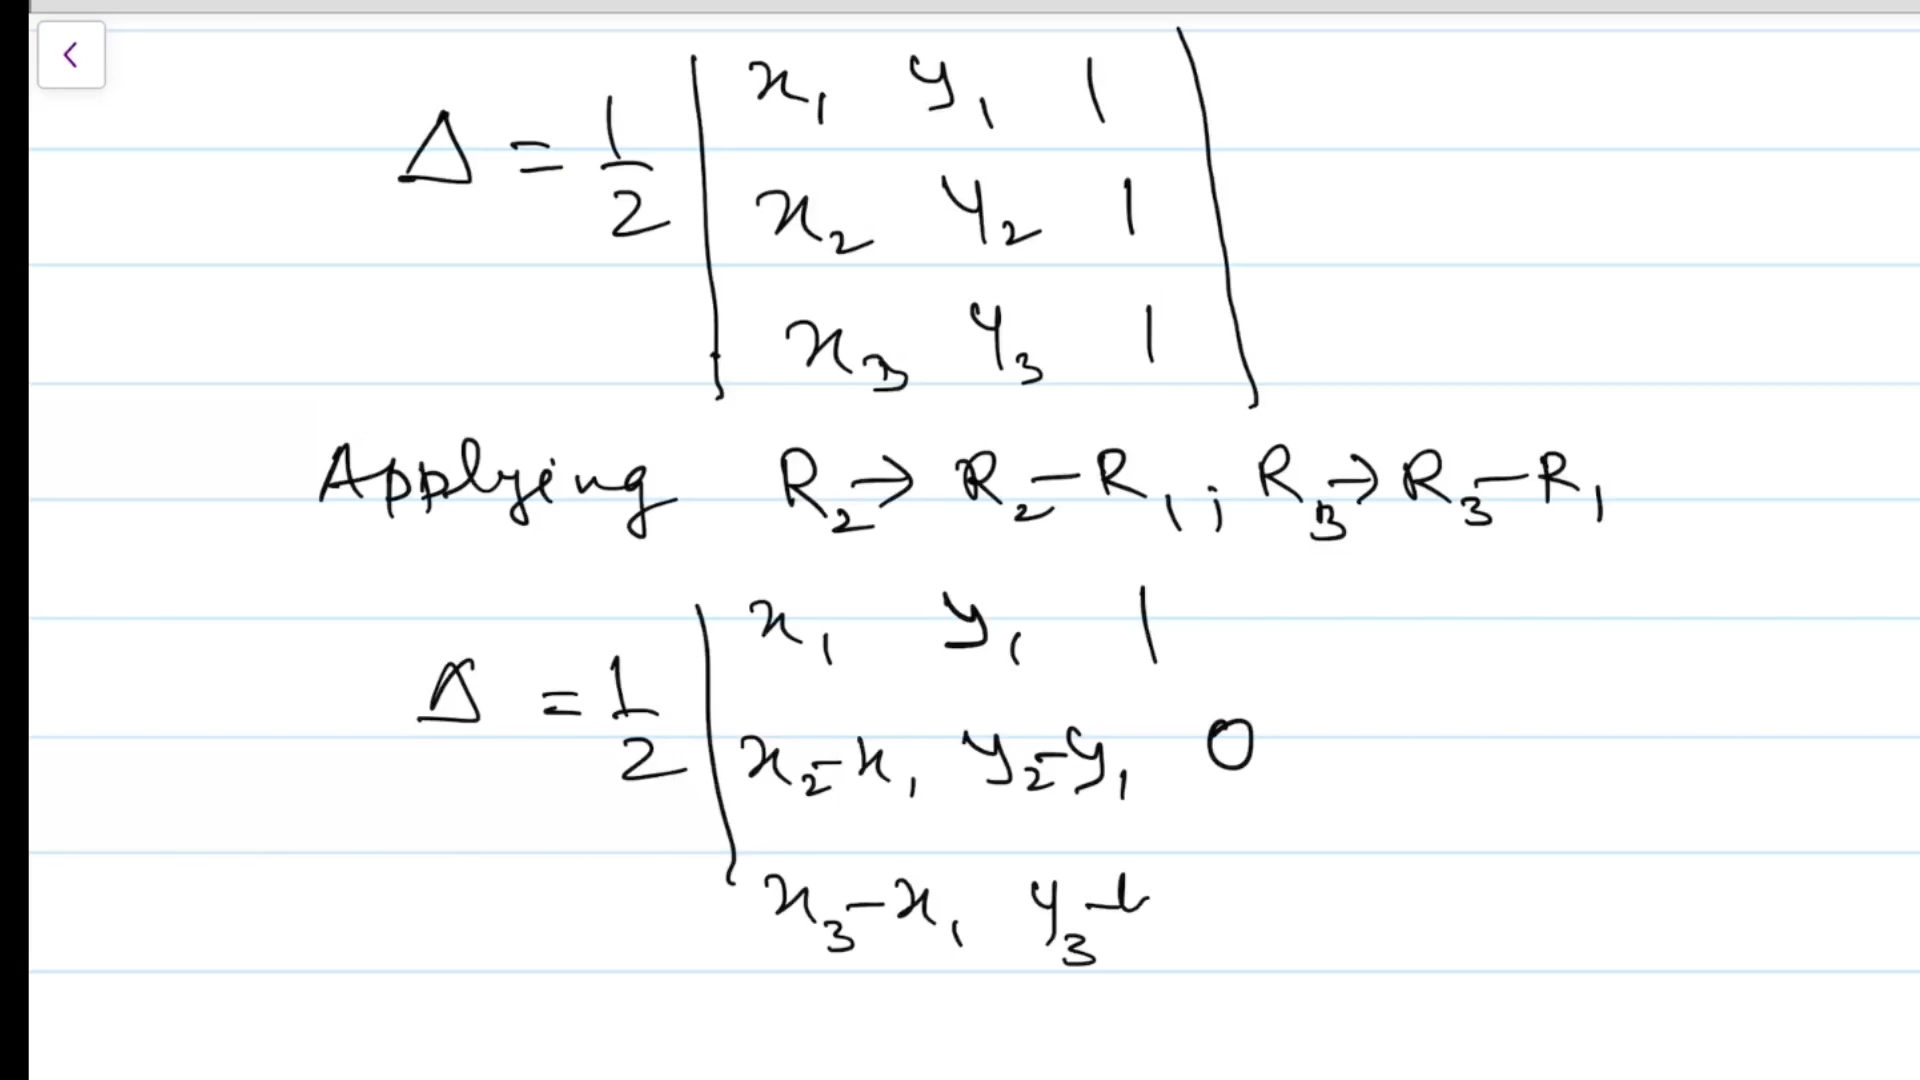 x₁ y₁ 1
Δ = 1/2 | x₂ y₂ 1 |
x₃ y₃ 1
Applying R₂ → R₂ − R₁ ; R₃ → R₃ − R₁
x₁ y₁ 1
Δ = 1/2 | x₂ − x₁ y₂ − y₁ 0
x₃ − x₁ y₃ −